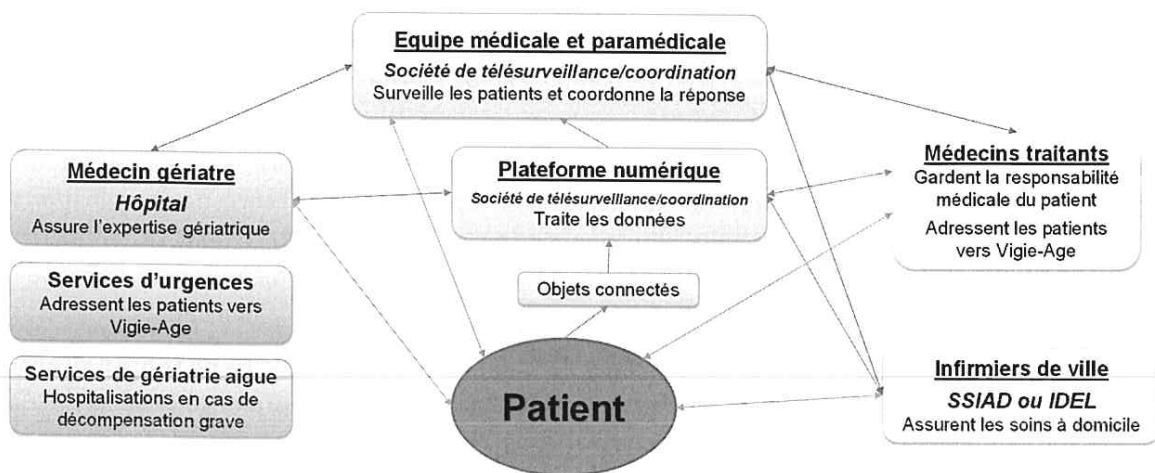 Equipe médicale et paramédicale
Société de télésurveillance/coordination
Surveille les patients et coordonne la réponse
Médecin gériatre
Hôpital
Assure l'expertise gériatrique
Plateforme numérique
Société de télésurveillance/coordination
Traite les données
Médecins traitants
Gardent la responsabilité
médicale du patient
Adressent les patients
vers Vigie-Age
Services d'urgences
Adressent les patients vers
Vigie-Age
Objets connectés
Services de gériatrie aigue
Hospitalisations en cas de
décompensation grave
Patient
Infirmiers de ville
SSIAD ou IDEL
Assurent les soins à domicile